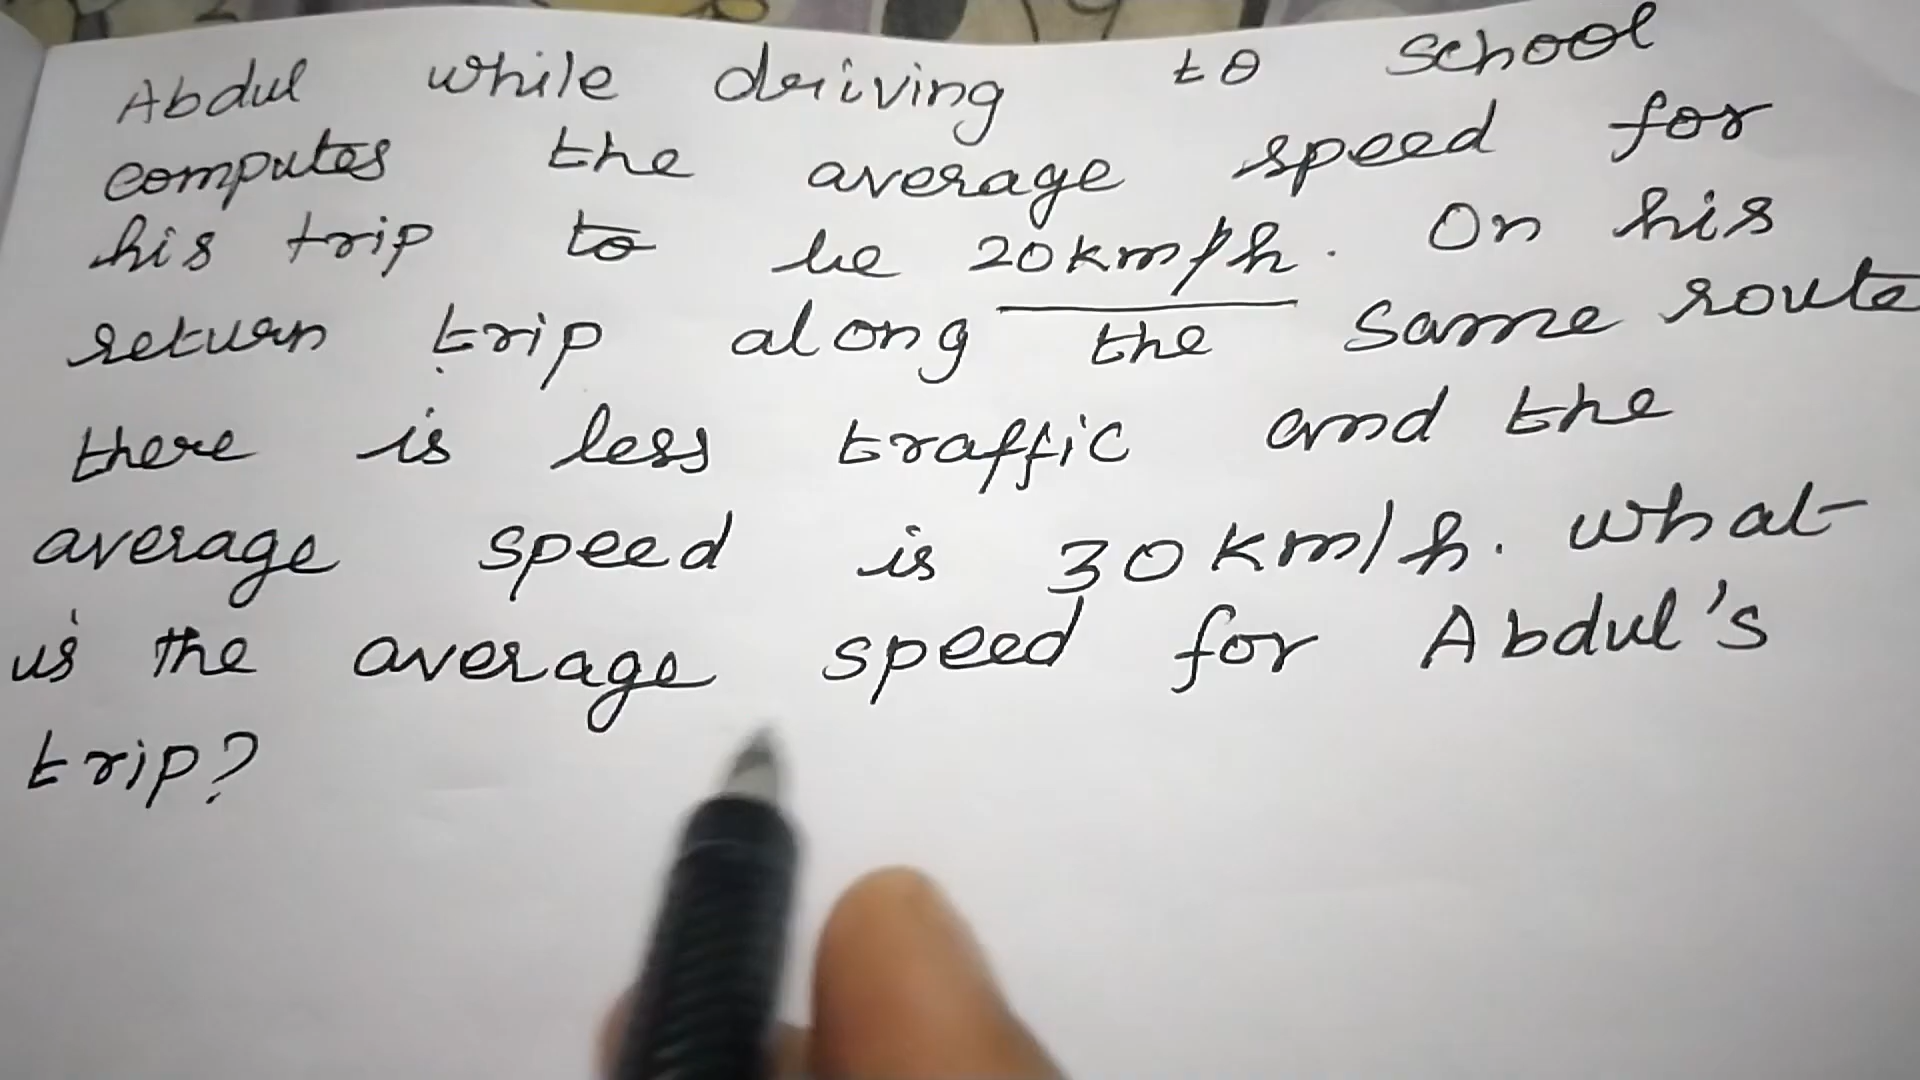 Abdul while driving to school
computes the average speed for
his trip to be 20km/h. On his
return trip along the same route
there is less traffic and the
average speed is 30km/h. what
is the average speed for Abdul's
trip?